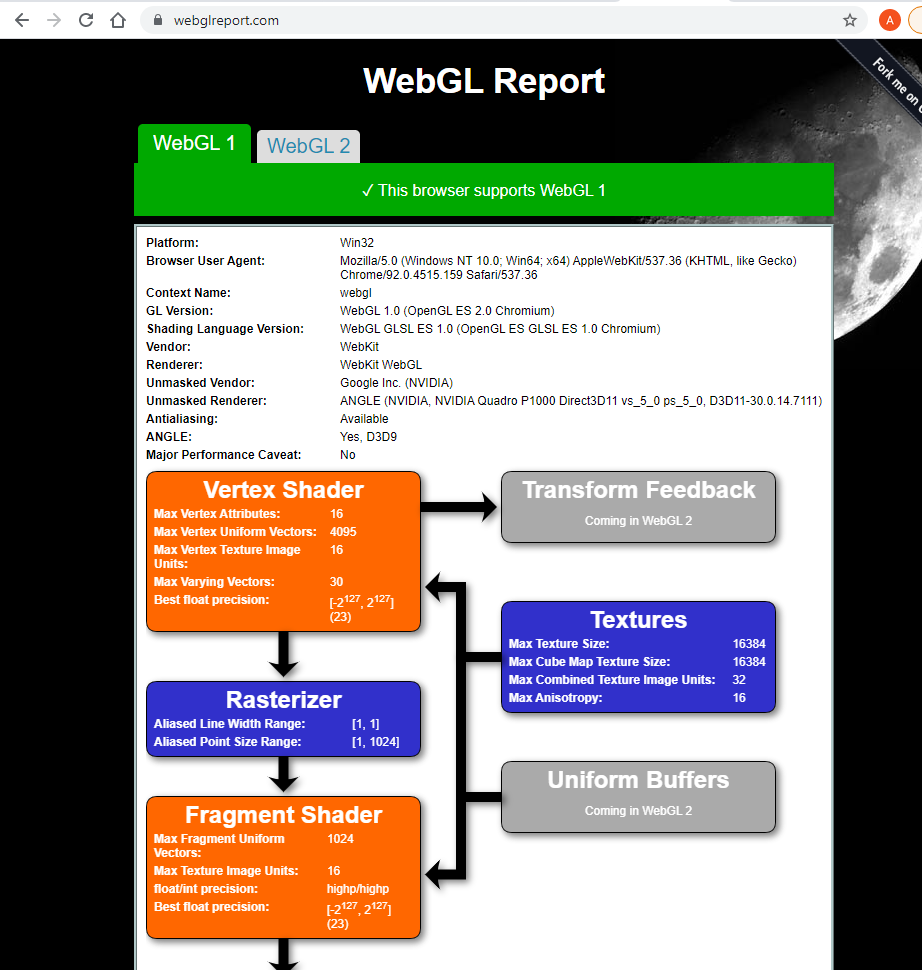 webglreport.com
A
Fork me on
WebGL Report
WebGL 1
WebGL 2
✓ This browser supports WebGL 1
Platform: Win32
Browser User Agent: Mozilla/5.0 (Windows NT 10.0; Win64; x64) AppleWebKit/537.36 (KHTML, like Gecko)
Chrome/92.0.4515.159 Safari/537.36
Context Name: webgl
GL Version: WebGL 1.0 (OpenGL ES 2.0 Chromium)
Shading Language Version: WebGL GLSL ES 1.0 (OpenGL ES GLSL ES 1.0 Chromium)
Vendor: WebKit
Renderer: WebKit WebGL
Unmasked Vendor: Google Inc. (NVIDIA)
Unmasked Renderer: ANGLE (NVIDIA, NVIDIA Quadro P1000 Direct3D11 vs_5_0 ps_5_0, D3D11-30.0.14.7111)
Antialiasing: Available
ANGLE: Yes, D3D9
Major Performance Caveat: No
Vertex Shader
Max Vertex Attributes: 16
Max Vertex Uniform Vectors: 4095
Max Vertex Texture Image 16
Units:
Max Varying Vectors: 30
Best float precision: [-2¹²⁷, 2¹²⁷]
(23)
Transform Feedback
Coming in WebGL 2
Textures
Max Texture Size: 16384
Max Cube Map Texture Size: 16384
Max Combined Texture Image Units: 32
Max Anisotropy: 16
Rasterizer
Aliased Line Width Range: [1, 1]
Aliased Point Size Range: [1, 1024]
Uniform Buffers
Coming in WebGL 2
Fragment Shader
Max Fragment Uniform 1024
Vectors:
Max Texture Image Units: 16
float/int precision: highp/highp
Best float precision: [-2¹²⁷, 2¹²⁷]
(23)